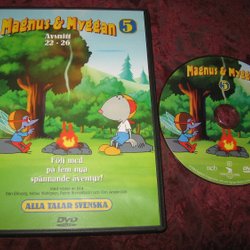 Magnus & Myggan 5
Avsnitt
22 - 26
Följ med
på fem nya
spännande äventyr!
ALLA TALAR SVENSKA
DVD
Magnus & Myggan
5